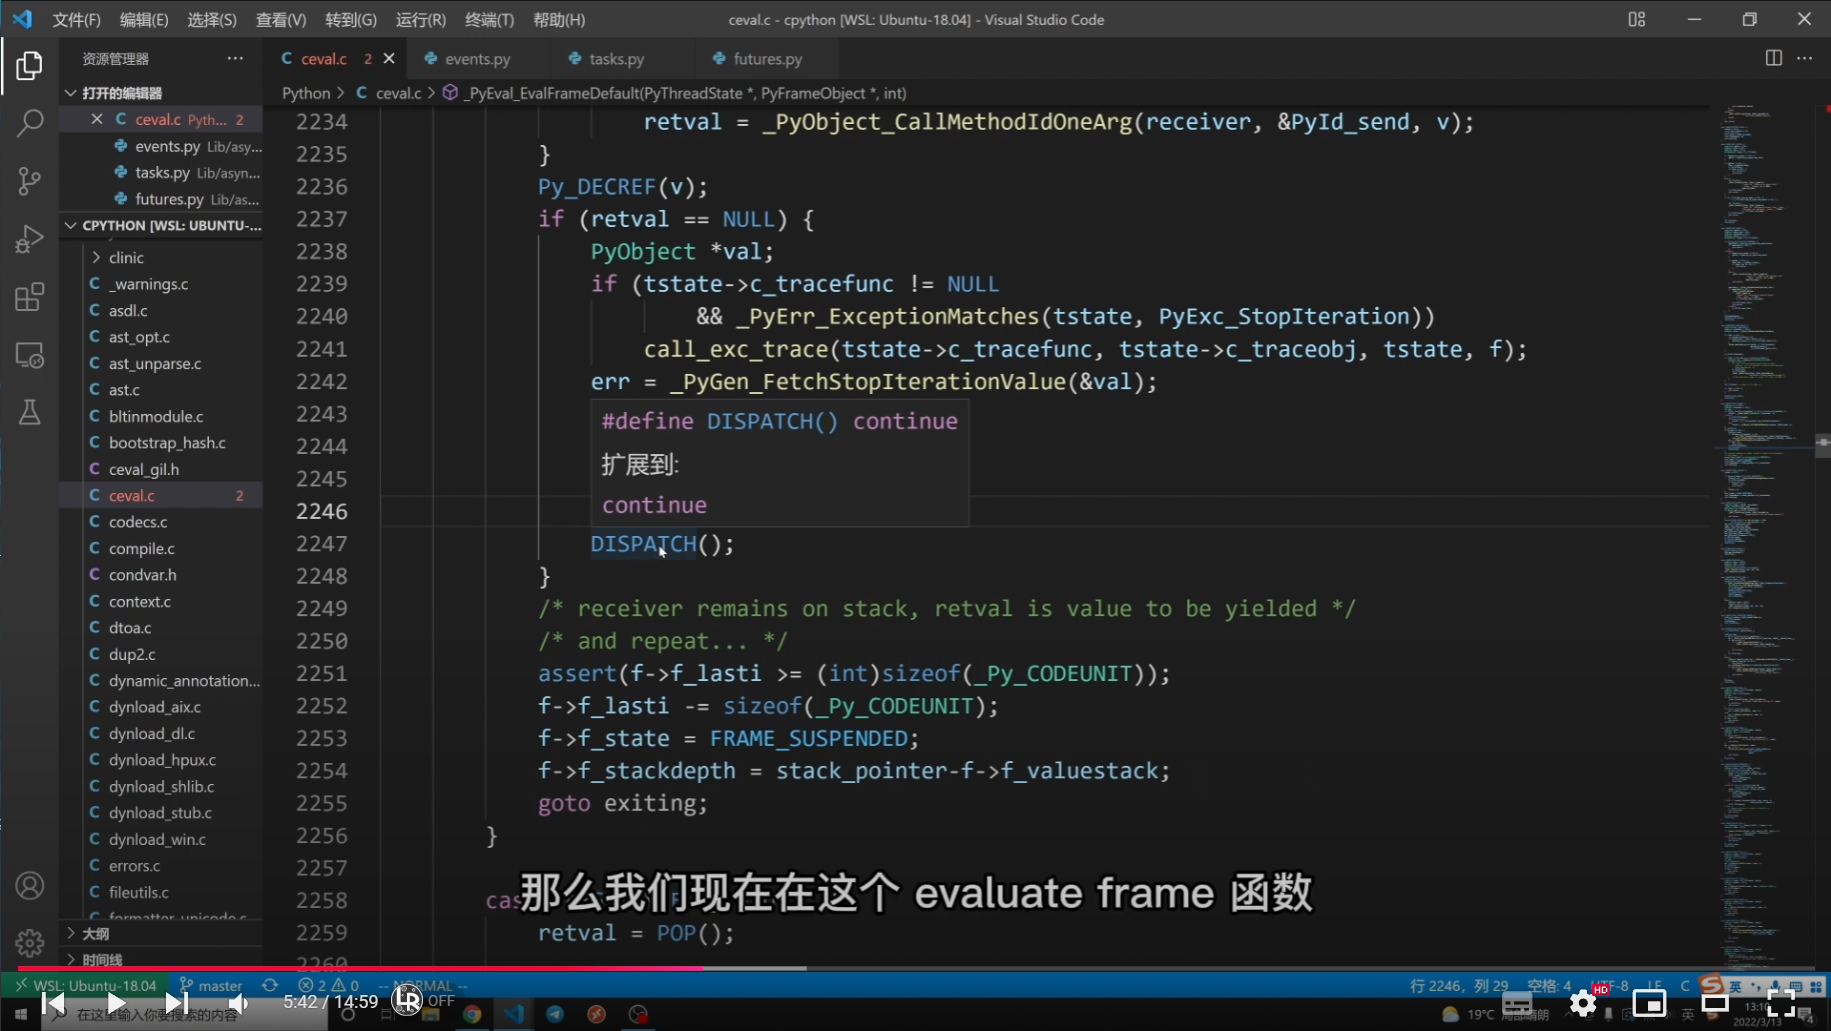 文件(F) 编辑(E) 选择(S) 查看(V) 转到(G) 运行(R) 终端(T) 帮助(H) ceval.c - cpython [WSL: Ubuntu-18.04] - Visual Studio Code
资源管理器 ··· ceval.c 2 events.py tasks.py futures.py
打开的编辑器
Python > ceval.c > _PyEval_EvalFrameDefault(PyThreadState *, PyFrameObject *, int)
ceval.c Pyth... 2
events.py Lib/asy...
tasks.py Lib/asyn...
futures.py Lib/as...
CPYTHON [WSL: UBUNTU-...
clinic
_warnings.c
asdl.c
ast_opt.c
ast_unparse.c
ast.c
bltinmodule.c
bootstrap_hash.c
ceval_gil.h
ceval.c 2
codecs.c
compile.c
condvar.h
context.c
dtoa.c
dup2.c
dynamic_annotation...
dynload_aix.c
dynload_dl.c
dynload_hpux.c
dynload_shlib.c
dynload_stub.c
dynload_win.c
errors.c
fileutils.c
formatter_unicode.c
大纲
时间线
2234 retval = _PyObject_CallMethodIdOneArg(receiver, &PyId_send, v);
2235 }
2236 Py_DECREF(v);
2237 if (retval == NULL) {
2238 PyObject *val;
2239 if (tstate->c_tracefunc != NULL
2240 && _PyErr_ExceptionMatches(tstate, PyExc_StopIteration))
2241 call_exc_trace(tstate->c_tracefunc, tstate->c_traceobj, tstate, f);
2242 err = _PyGen_FetchStopIterationValue(&val);
2243 #define DISPATCH() continue
2244 扩展到:
2245
2246 continue
2247 DISPATCH();
2248 }
2249 /* receiver remains on stack, retval is value to be yielded */
2250 /* and repeat... */
2251 assert(f->f_lasti >= (int)sizeof(_Py_CODEUNIT));
2252 f->f_lasti -= sizeof(_Py_CODEUNIT);
2253 f->f_state = FRAME_SUSPENDED;
2254 f->f_stackdepth = stack_pointer-f->f_valuestack;
2255 goto exiting;
2256 }
2257
2258 cas
那么我们现在在这个 evaluate frame 函数
2259 retval = POP();
2260
WSL: Ubuntu-18.04 master 2 0 -- NORMAL -- 行 2246，列 29 空格: 4 UTF-8 LF C 英
5:42 / 14:59 OFF HD
在这里输入你要搜索的内容 19°C 局部晴朗 英 13:10
2022/3/13 4